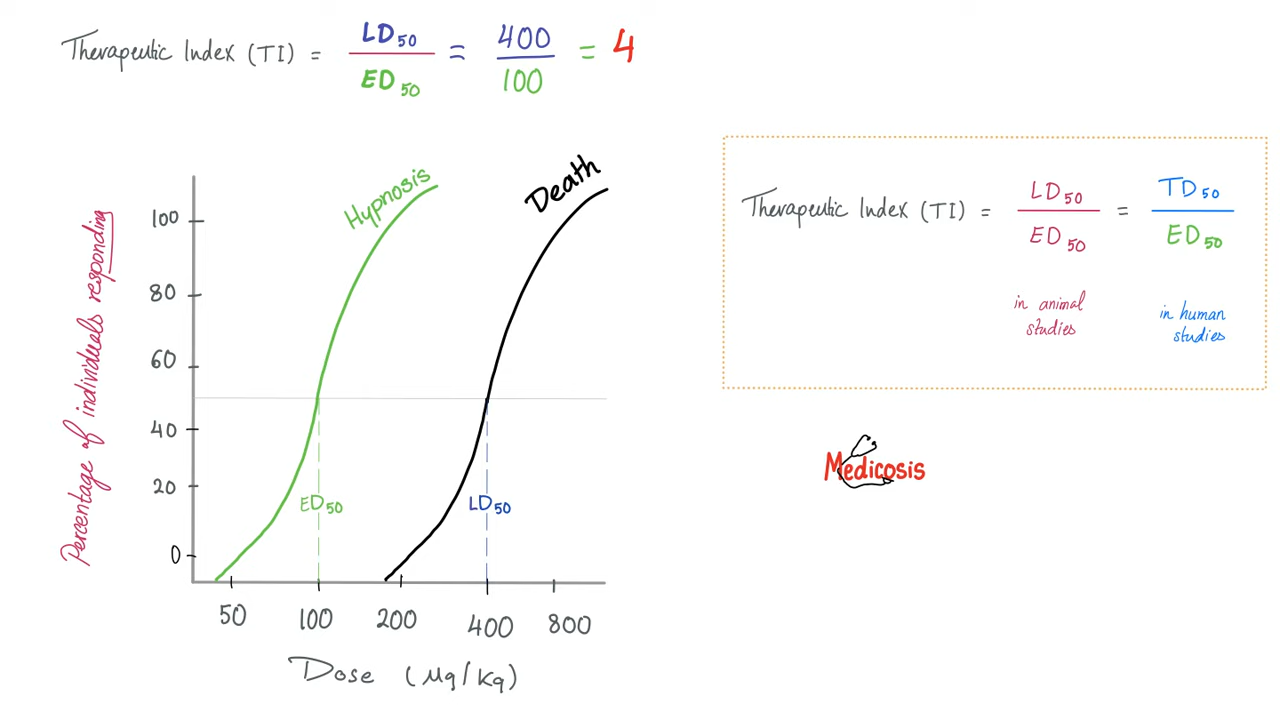 Therapeutic Index (TI) = LD50 / ED50 = 400 / 100 = 4
Hypnosis
Death
Percentage of individuals responding
100
80
60
40
20
0
ED50
LD50
50 100 200 400 800
Dose (μg/Kg)
Therapeutic Index (TI) = LD50 / ED50 = TD50 / ED50
in animal studies
in human studies
Medicosis